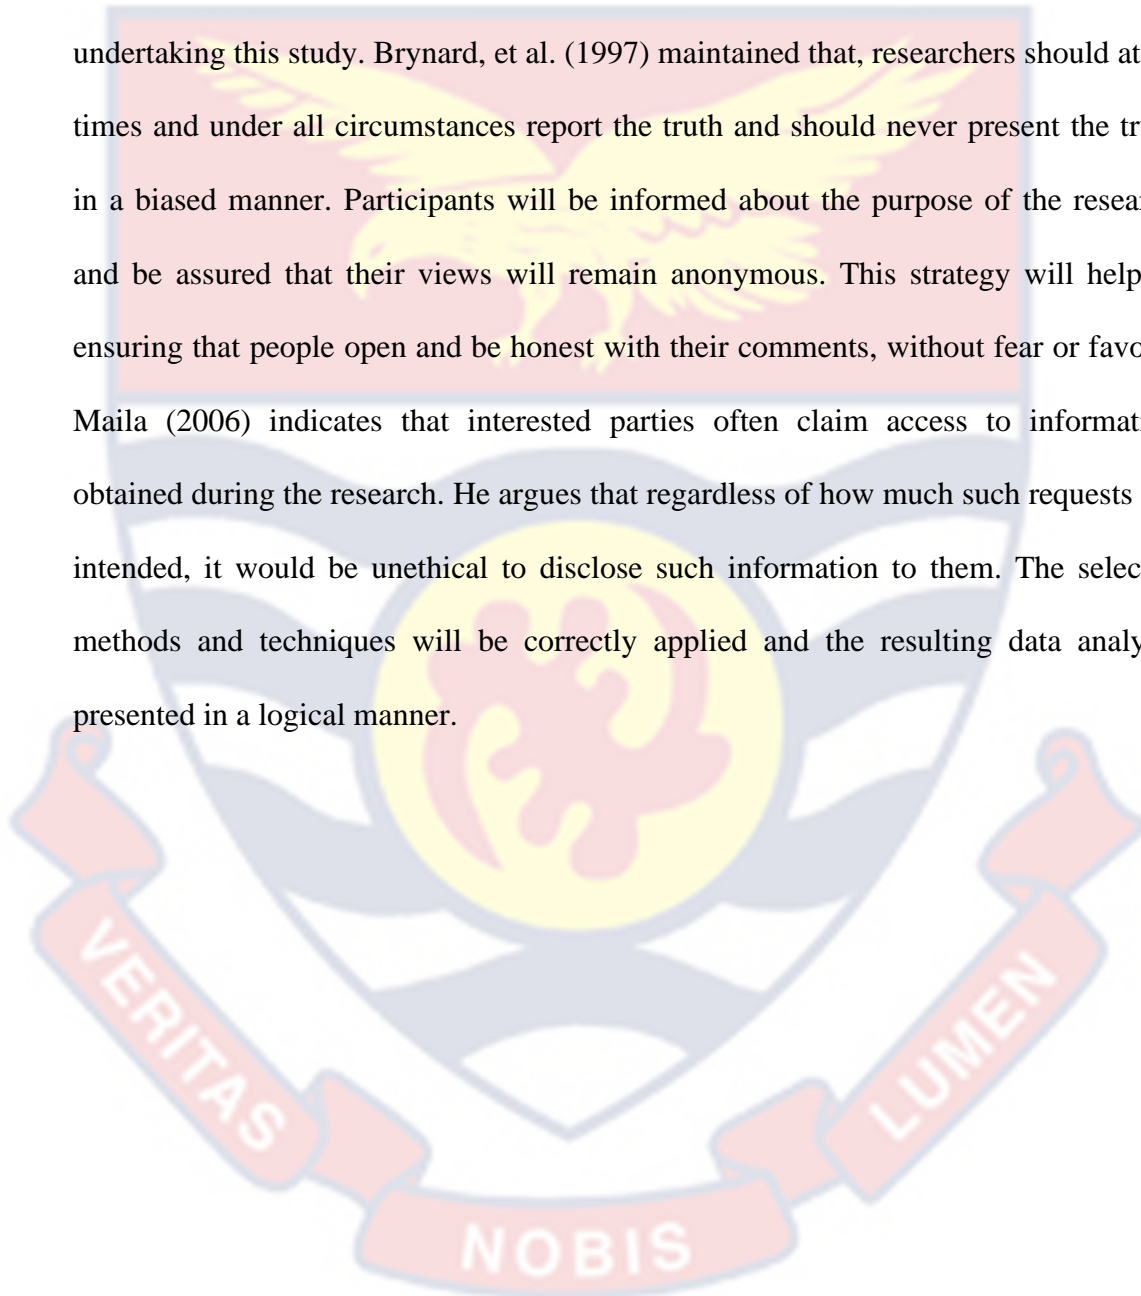 undertaking this study. Brynard, et al. (1997) maintained that, researchers should at
times and under all circumstances report the truth and should never present the
in a biased manner. Participants will be informed about the purpose of the
and be assured that their views will remain anonymous. This strategy will help
ensuring that people open and be honest with their comments, without fear or
Maila (2006) indicates that interested parties often claim access to
obtained during the research. He argues that regardless of how much such requests
intended, it would be unethical to disclose such information to them. The
methods and techniques will be correctly applied and the resulting data
presented in a logical manner.
VERITAS
NOBIS
LUMEN